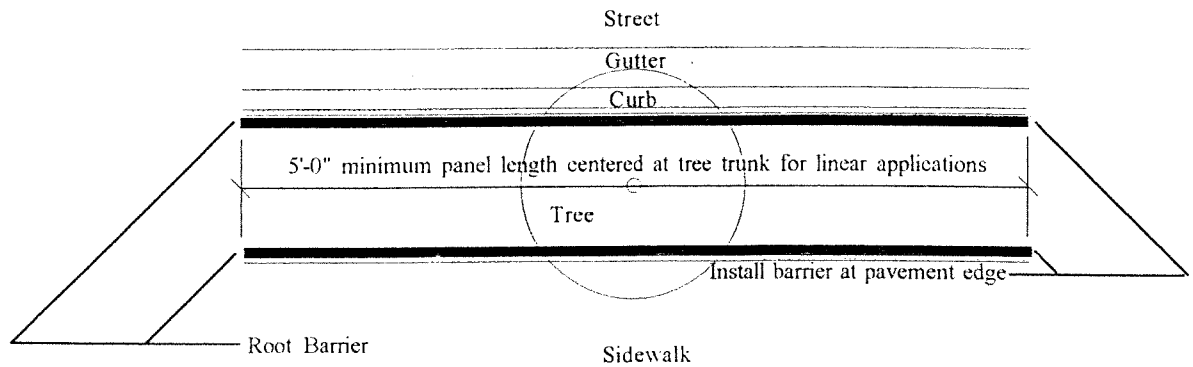 Street
Gutter
Curb
5'-0" minimum panel length centered at tree trunk for linear applications
Tree
Install barrier at pavement edge
Root Barrier
Sidewalk